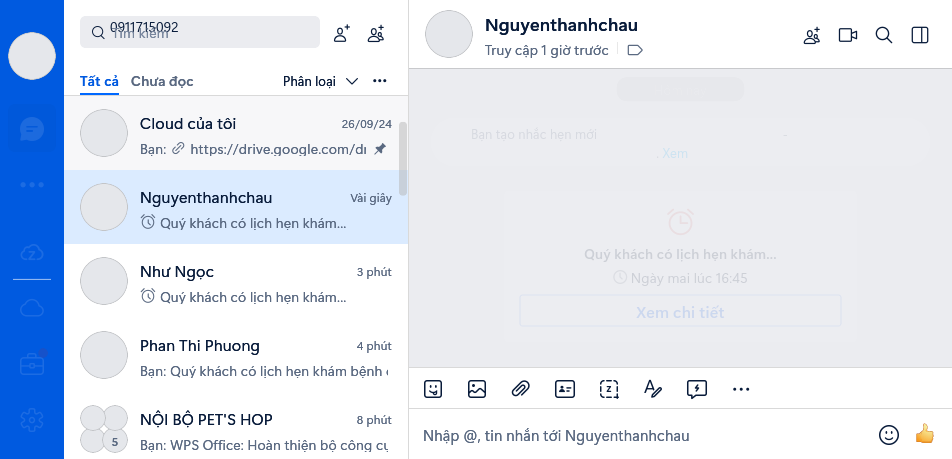 0911715092
Tìm kiếm
Tất cả Chưa đọc Phân loại
Cloud của tôi 26/09/24
Bạn: https://drive.google.com/dr
Nguyenthanhchau Vài giây
Quý khách có lịch hẹn khám...
Như Ngọc 3 phút
Quý khách có lịch hẹn khám...
Phan Thi Phuong 4 phút
Bạn: Quý khách có lịch hẹn khám bệnh
NỘI BỘ PET'S HOP 8 phút
5
Bạn: WPS Office: Hoàn thiện bộ công cụ
Nguyenthanhchau
Truy cập 1 giờ trước
Bạn tạo nhắc hẹn mới -
. Xem
Quý khách có lịch hẹn khám...
Ngày mai lúc 16:45
Xem chi tiết
Nhập @, tin nhắn tới Nguyenthanhchau